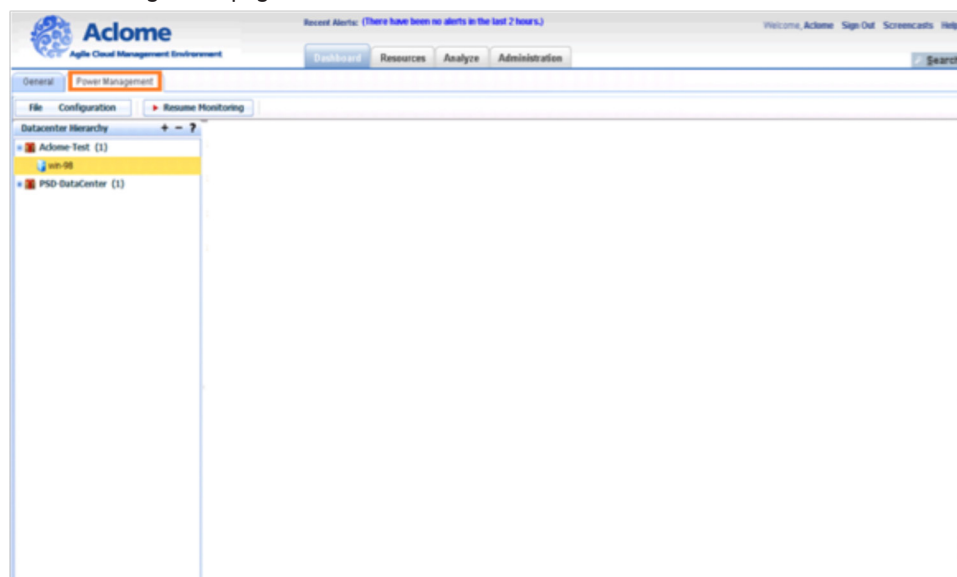 Aclome
Agile Cloud Management Environment
Recent Alerts: (There have been no alerts in the last 2 hours.)
Welcome, Aclome Sign Out Screencasts Help
Dashboard Resources Analyze Administration
Search
General Power Management
File Configuration Resume Monitoring
Datacenter Hierarchy + − ?
Aclome-Test (1)
win-98
PSD-DataCenter (1)